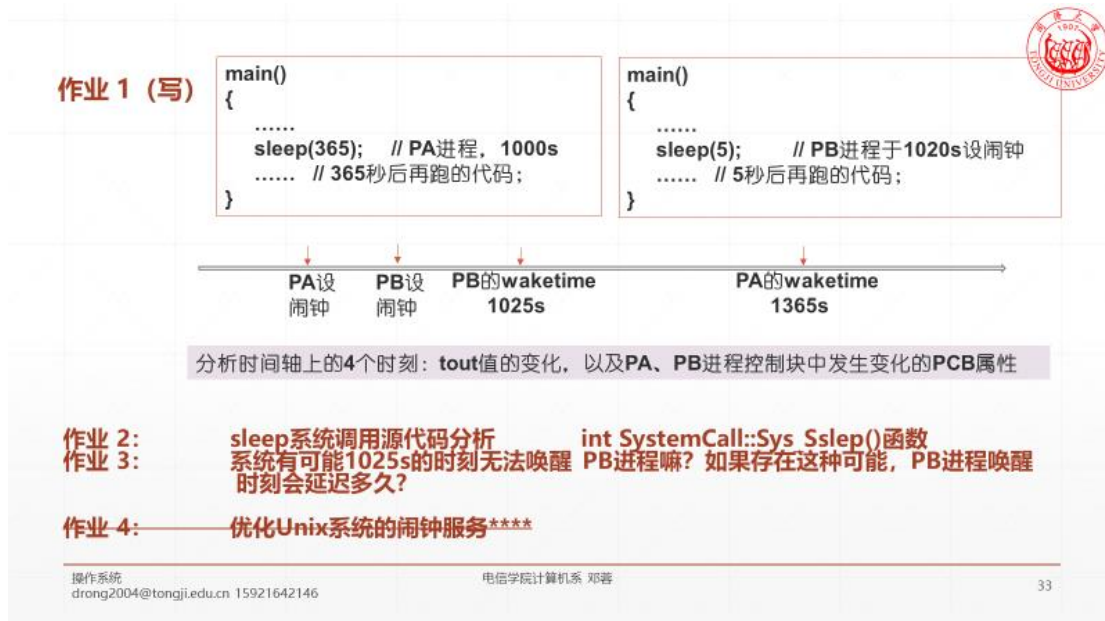 作业 1（写）
main()
{
......
sleep(365); // PA进程，1000s
...... // 365秒后再跑的代码；
}
main()
{
......
sleep(5); // PB进程于1020s设闹钟
...... // 5秒后再跑的代码；
}
1907
TONGJI UNIVERSITY
PA设
闹钟
PB设
闹钟
PB的waketime
1025s
PA的waketime
1365s
分析时间轴上的4个时刻：tout值的变化，以及PA、PB进程控制块中发生变化的PCB属性
作业 2： sleep系统调用源代码分析 int SystemCall::Sys_Sslep()函数
作业 3： 系统有可能1025s的时刻无法唤醒 PB进程嘛？如果存在这种可能，PB进程唤醒
时刻会延迟多久？
作业 4： 优化Unix系统的闹钟服务****
操作系统
drong2004@tongji.edu.cn 15921642146
电信学院计算机系 邓蓉
33